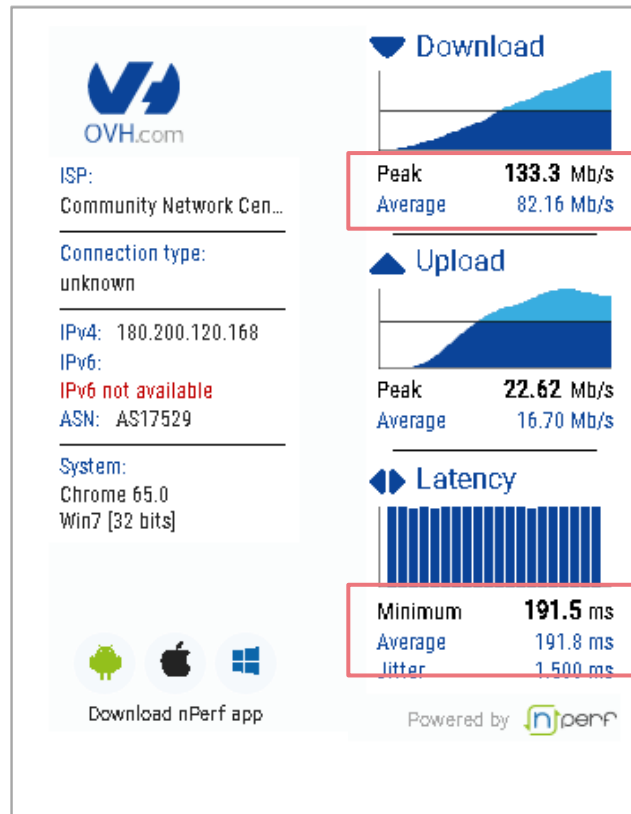 OVH.com
ISP:
Community Network Cen...
Connection type:
unknown
IPv4: 180.200.120.168
IPv6:
IPv6 not available
ASN: AS17529
System:
Chrome 65.0
Win7 [32 bits]
Download nPerf app
Download
Peak 133.3 Mb/s
Average 82.16 Mb/s
Upload
Peak 22.62 Mb/s
Average 16.70 Mb/s
Latency
Minimum 191.5 ms
Average 191.8 ms
Jitter 1.500 ms
Powered by nperf